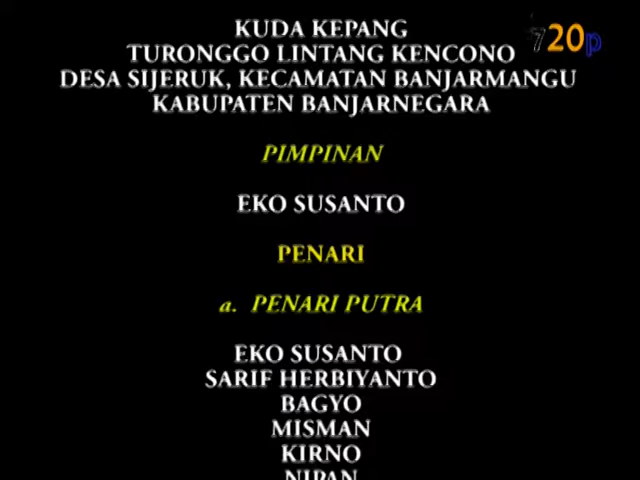 KUDA KEPANG
TURONGGO LINTANG KENCONO
720p
DESA SIJERUK, KECAMATAN BANJARMANGU
KABUPATEN BANJARNEGARA
PIMPINAN
EKO SUSANTO
PENARI
a. PENARI PUTRA
EKO SUSANTO
SARIF HERBIYANTO
BAGYO
MISMAN
KIRNO
NIPAN